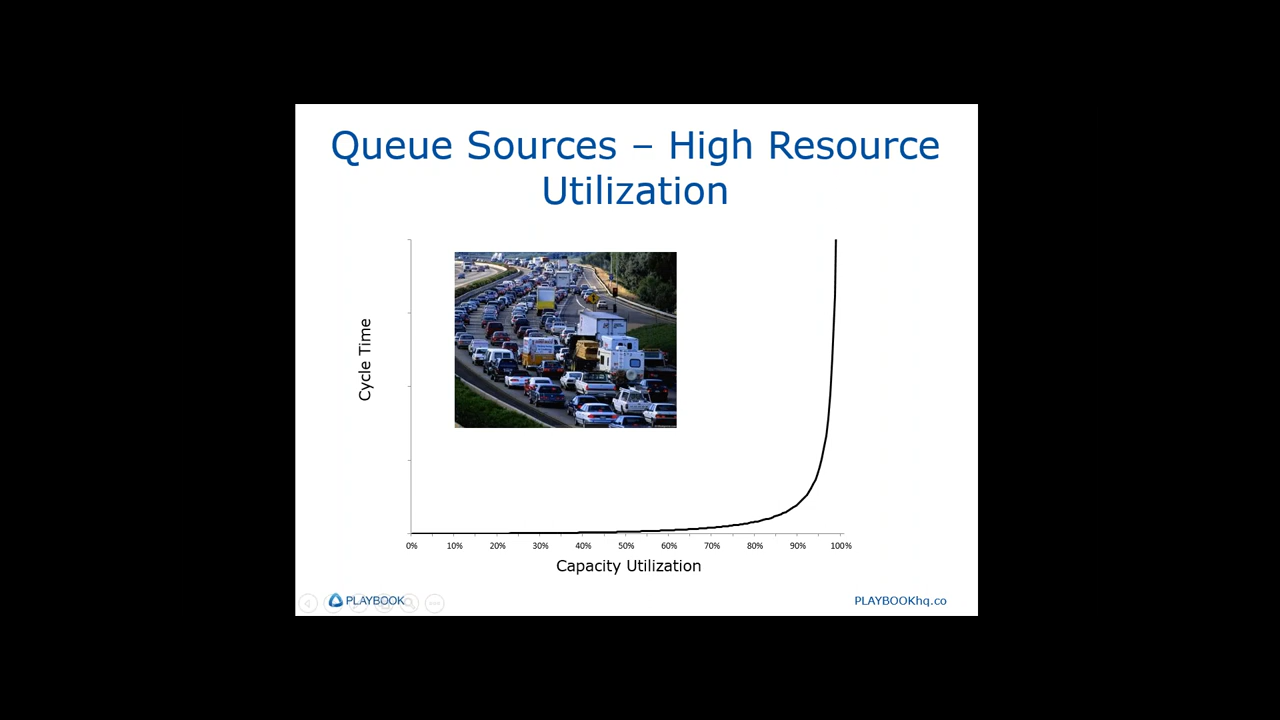 Queue Sources – High Resource
Utilization
Cycle Time
0% 10% 20% 30% 40% 50% 60% 70% 80% 90% 100%
Capacity Utilization
PLAYBOOK
PLAYBOOKhq.co